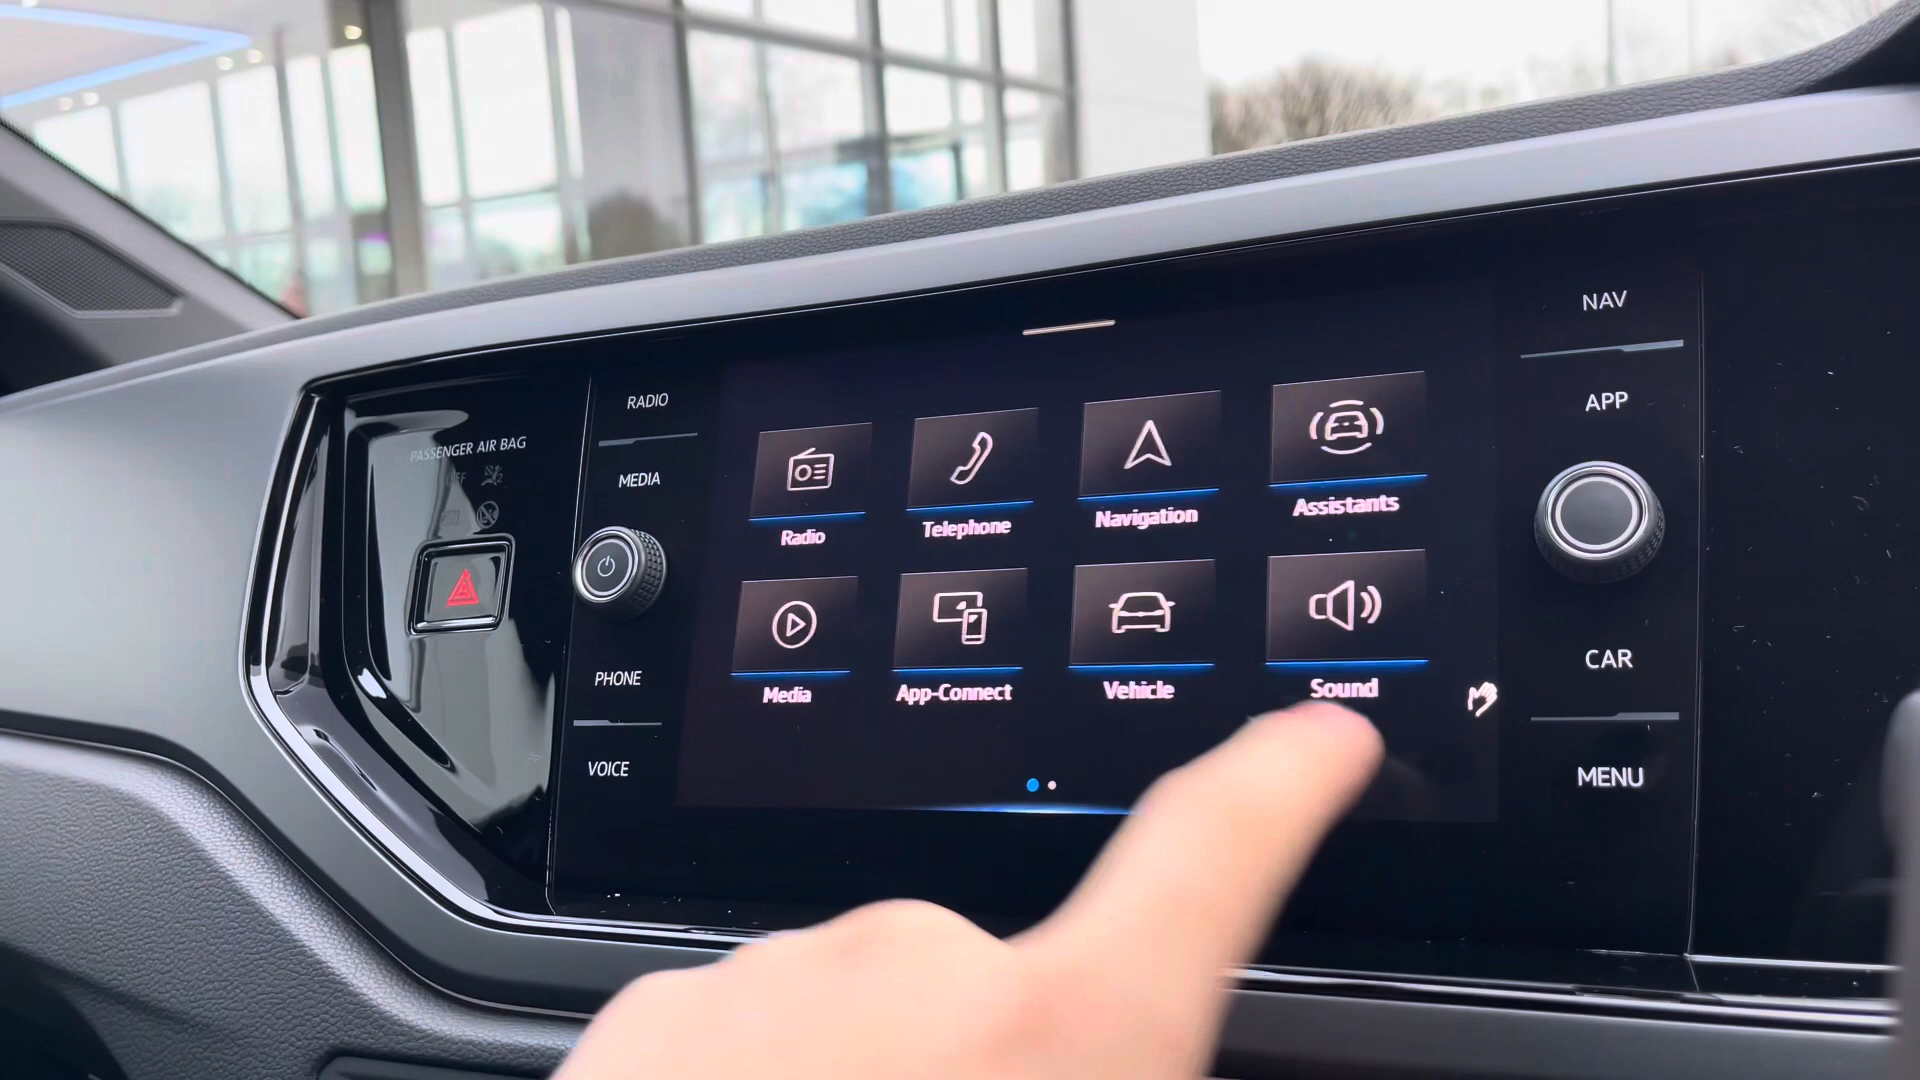 PASSENGER AIR BAG
OFF
RADIO
MEDIA
PHONE
VOICE
Radio
Telephone
Navigation
Assistants
Media
App-Connect
Vehicle
Sound
NAV
APP
CAR
MENU